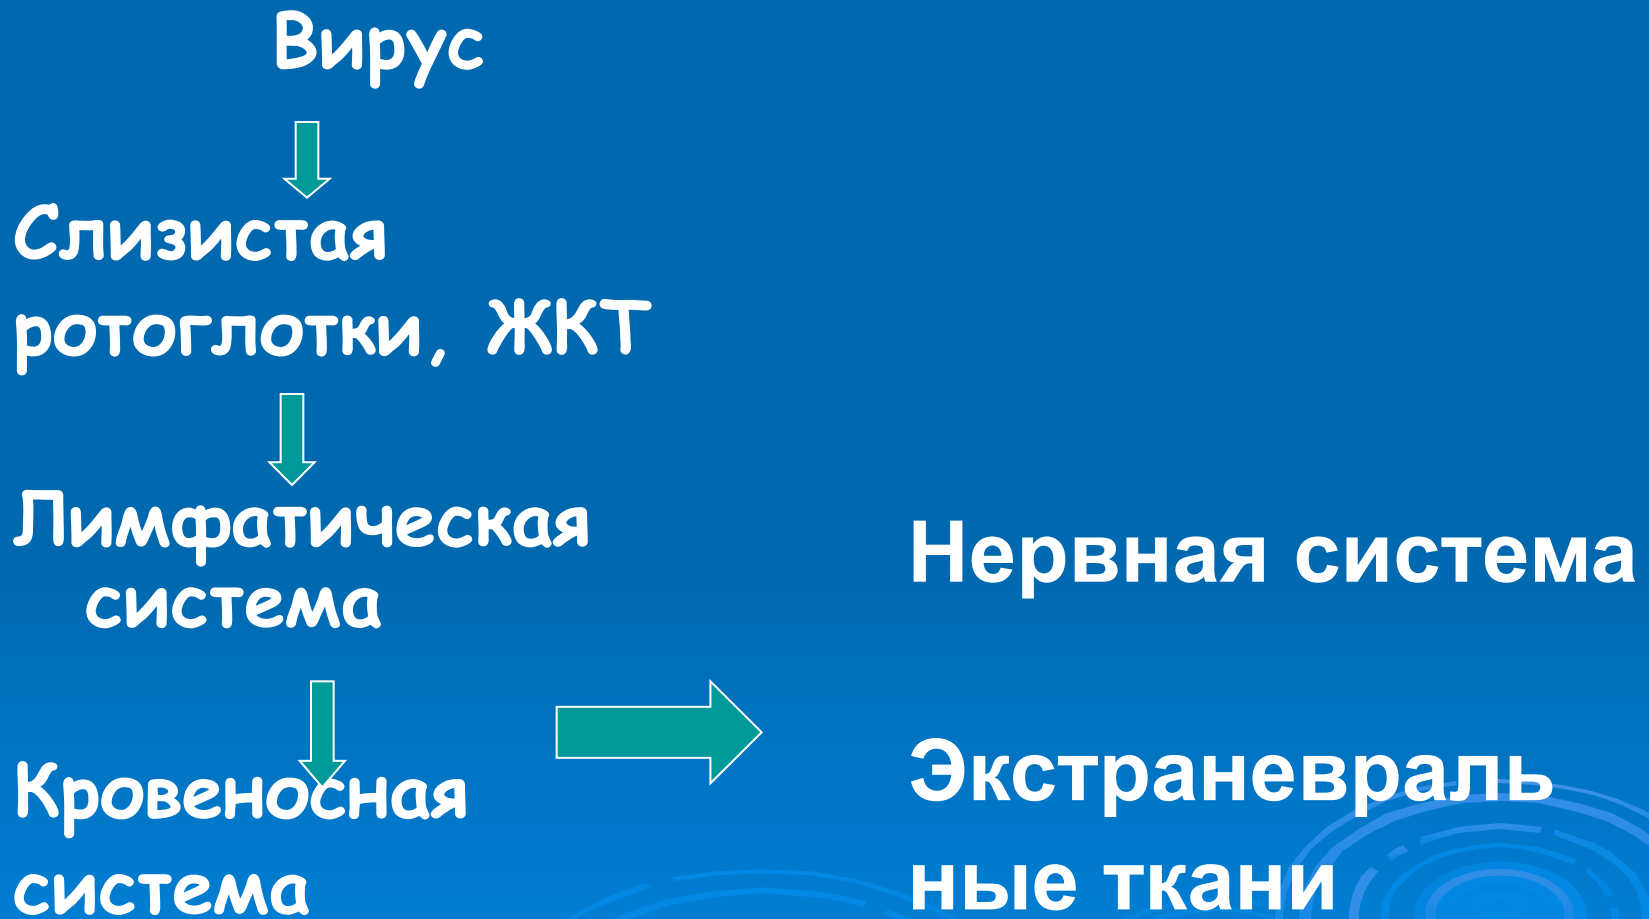 Вирус
Слизистая
ротоглотки, ЖКТ
Лимфатическая
система
Кровеносная
система
Нервная система
Экстраневраль
ные ткани